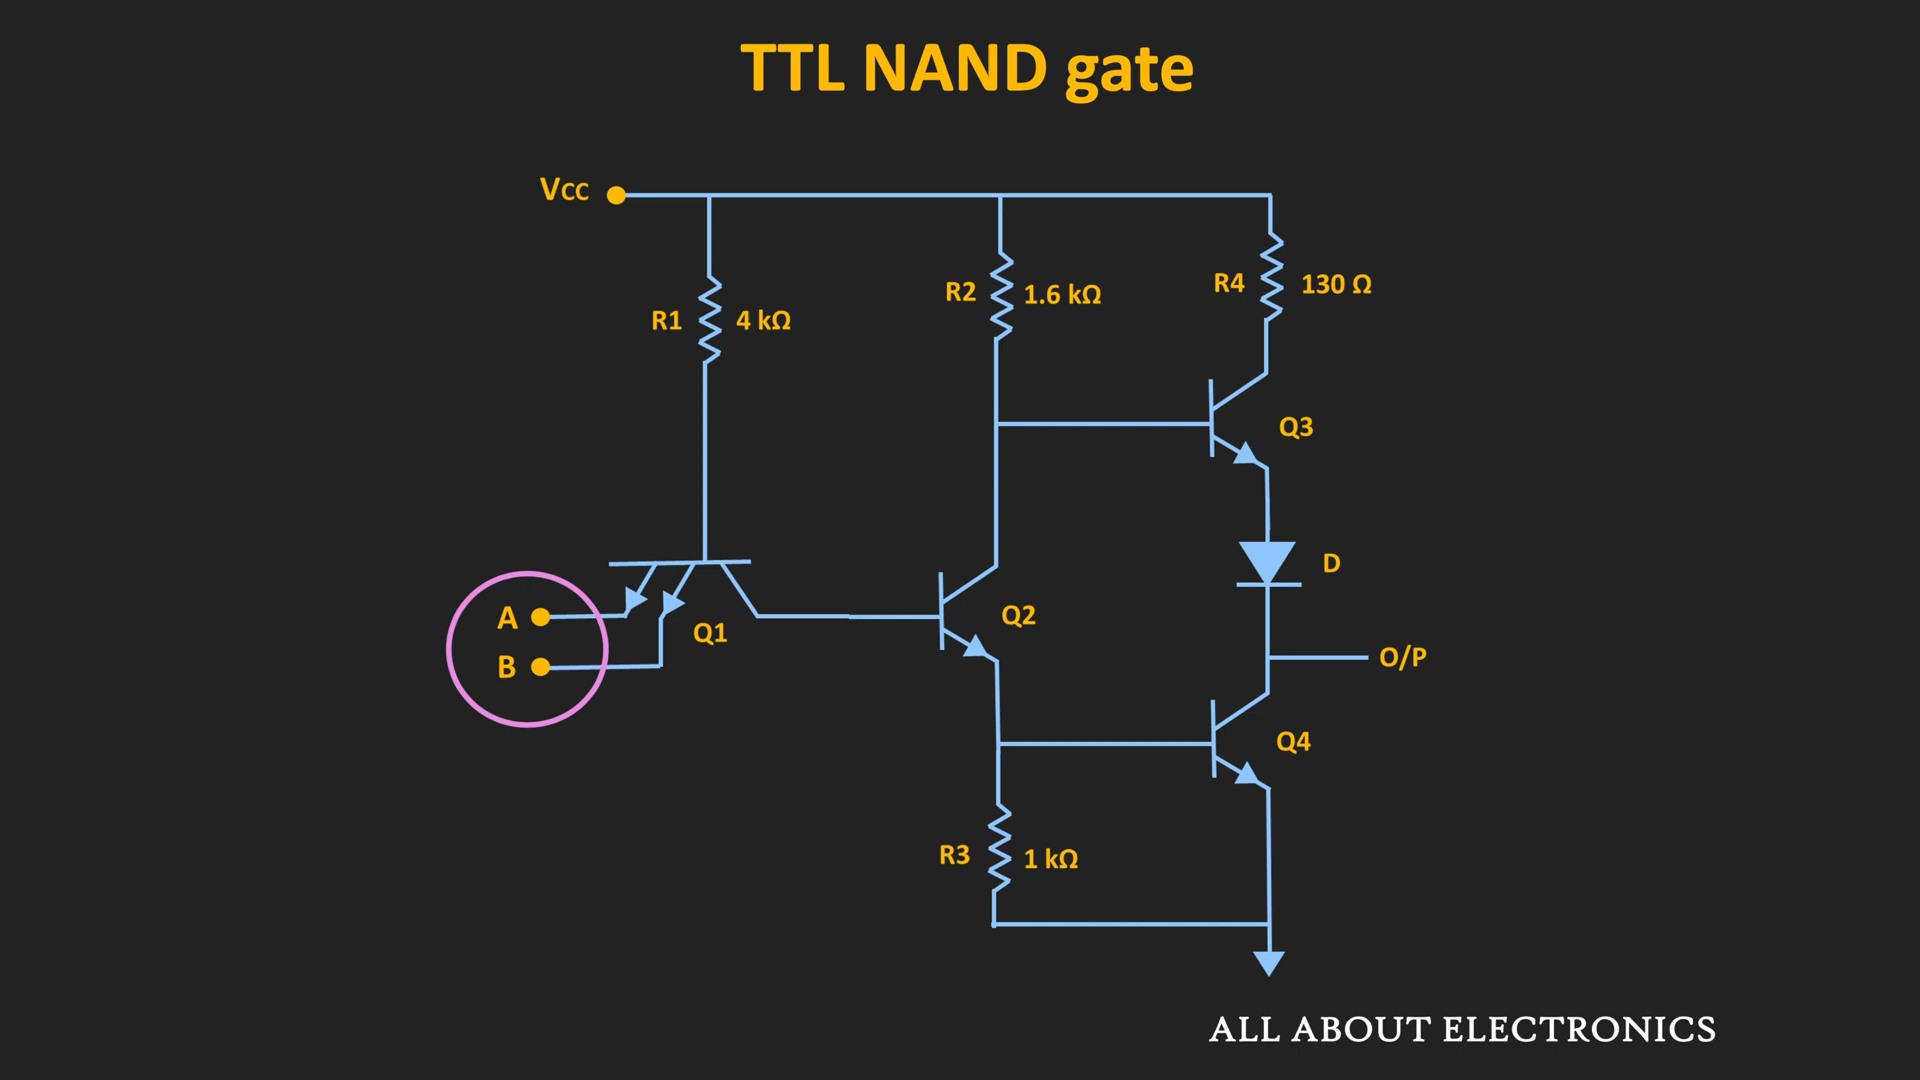 TTL NAND gate
Vcc
R1 4 kΩ
R2 1.6 kΩ
R4 130 Ω
Q3
D
A
B
Q1
Q2
O/P
Q4
R3 1 kΩ
ALL ABOUT ELECTRONICS